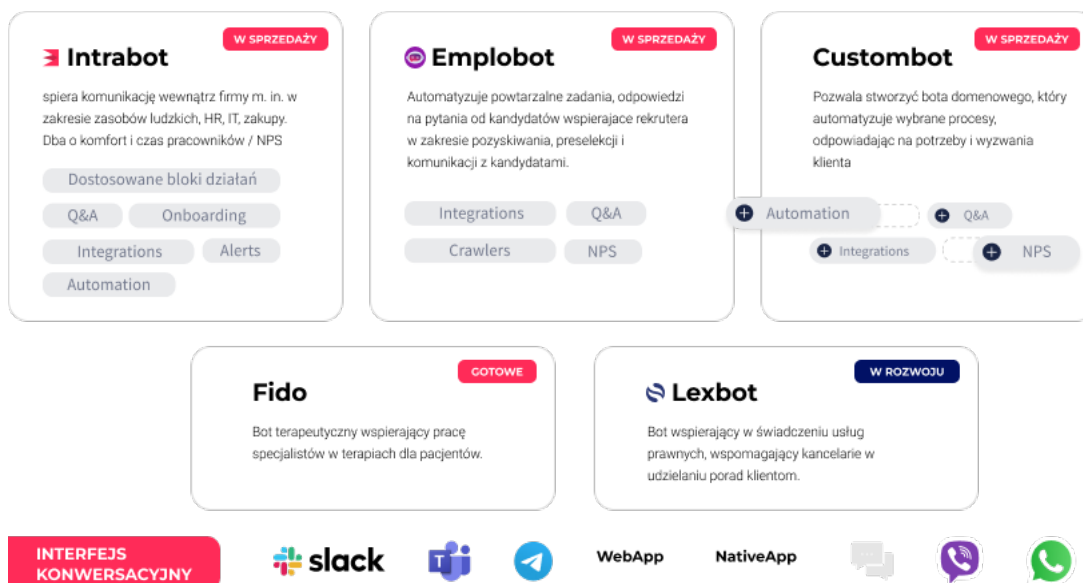 W SPRZEDAŻY
Intrabot
spiera komunikację wewnątrz firmy m. in. w
zakresie zasobów ludzkich, HR, IT, zakupy.
Dba o komfort i czas pracowników / NPS
Dostosowane bloki działań
Q&A Onboarding
Integrations Alerts
Automation
W SPRZEDAŻY
Emplobot
Automatyzuje powtarzalne zadania, odpowiedzi
na pytania od kandydatów wspierajace rekrutera
w zakresie pozyskiwania, preselekcji i
komunikacji z kandydatami.
Integrations Q&A
Crawlers NPS
W SPRZEDAŻY
Custombot
Pozwala stworzyć bota domenowego, który
automatyzuje wybrane procesy,
odpowiadając na potrzeby i wyzwania
klienta
Automation Q&A
Integrations NPS
GOTOWE
Fido
Bot terapeutyczny wspierający pracę
specjalistów w terapiach dla pacjentów.
W ROZWOJU
Lexbot
Bot wspierający w świadczeniu usług
prawnych, wspomagający kancelarie w
udzielaniu porad klientom.
INTERFEJS
KONWERSACYJNY
slack
T
WebApp
NativeApp